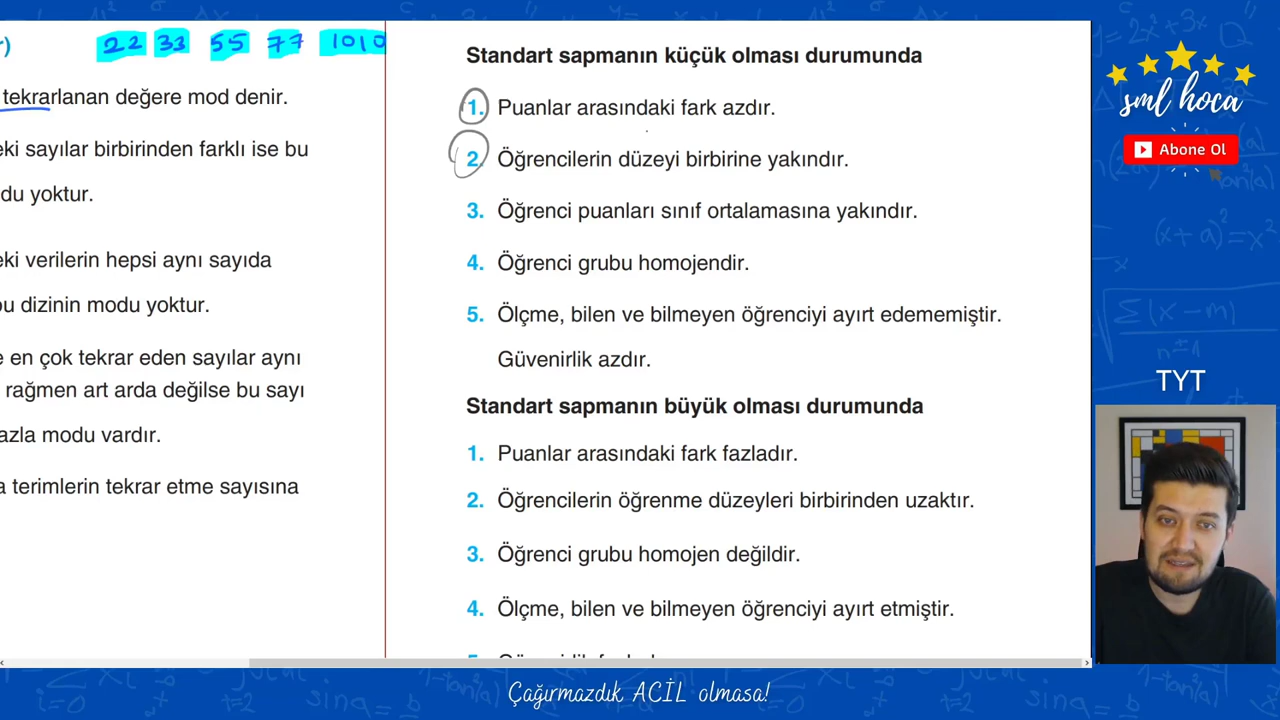 r)
22 33 55 77 1010
tekrarlanan değere mod denir.
eki sayılar birbirinden farklı ise bu
du yoktur.
eki verilerin hepsi aynı sayıda
bu dizinin modu yoktur.
e en çok tekrar eden sayılar aynı
rağmen art arda değilse bu sayı
azla modu vardır.
a terimlerin tekrar etme sayısına
Standart sapmanın küçük olması durumunda
1. Puanlar arasındaki fark azdır.
2. Öğrencilerin düzeyi birbirine yakındır.
3. Öğrenci puanları sınıf ortalamasına yakındır.
4. Öğrenci grubu homojendir.
5. Ölçme, bilen ve bilmeyen öğrenciyi ayırt edememiştir.
Güvenirlik azdır.
Standart sapmanın büyük olması durumunda
1. Puanlar arasındaki fark fazladır.
2. Öğrencilerin öğrenme düzeyleri birbirinden uzaktır.
3. Öğrenci grubu homojen değildir.
4. Ölçme, bilen ve bilmeyen öğrenciyi ayırt etmiştir.
sml hoca
Abone Ol
TYT
Çağırmazdık ACİL olmasa!